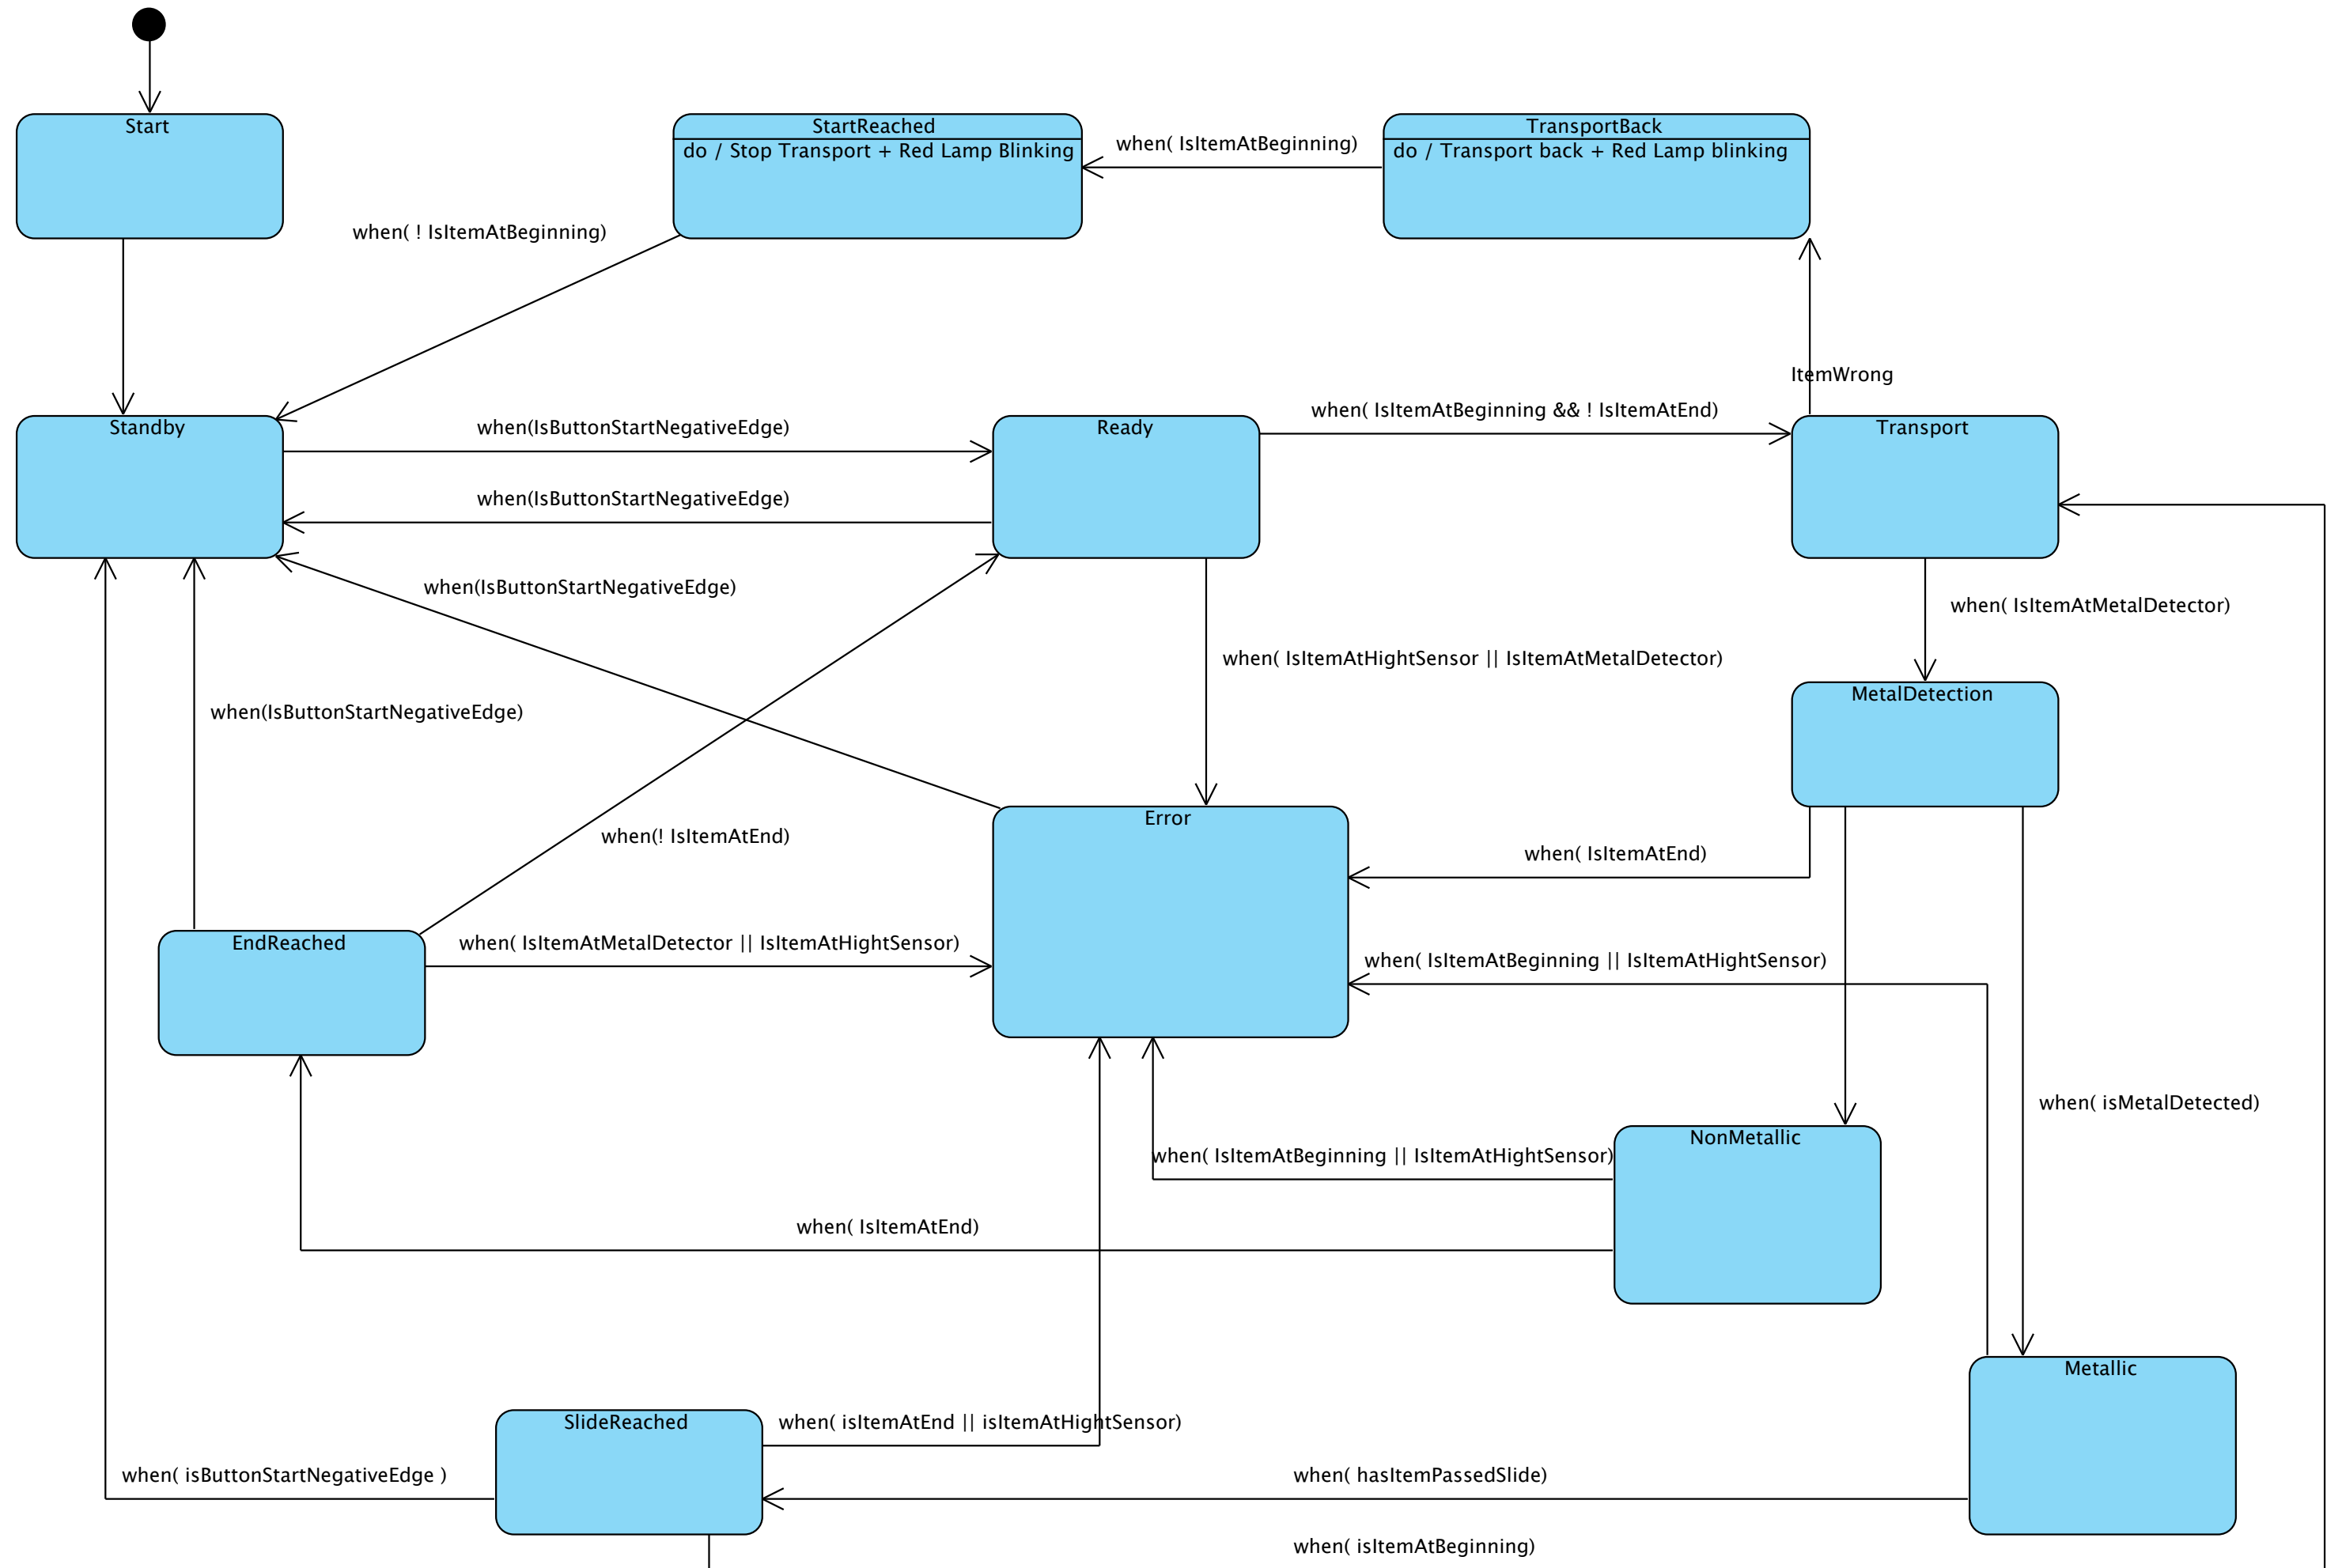 Start
StartReached
do / Stop Transport + Red Lamp Blinking
when( IsItemAtBeginning)
TransportBack
do / Transport back + Red Lamp blinking
when( ! IsItemAtBeginning)
ItemWrong
Standby
when(IsButtonStartNegativeEdge)
Ready
when( IsItemAtBeginning && ! IsItemAtEnd)
Transport
when(IsButtonStartNegativeEdge)
when(IsButtonStartNegativeEdge)
when( IsItemAtMetalDetector)
when( IsItemAtHightSensor || IsItemAtMetalDetector)
MetalDetection
when(IsButtonStartNegativeEdge)
Error
when(! IsItemAtEnd)
when( IsItemAtEnd)
EndReached
when( IsItemAtMetalDetector || IsItemAtHightSensor)
when( IsItemAtBeginning || IsItemAtHightSensor)
when( isMetalDetected)
NonMetallic
when( IsItemAtBeginning || IsItemAtHightSensor)
when( IsItemAtEnd)
Metallic
SlideReached
when( isItemAtEnd || isItemAtHightSensor)
when( isButtonStartNegativeEdge )
when( hasItemPassedSlide)
when( isItemAtBeginning)